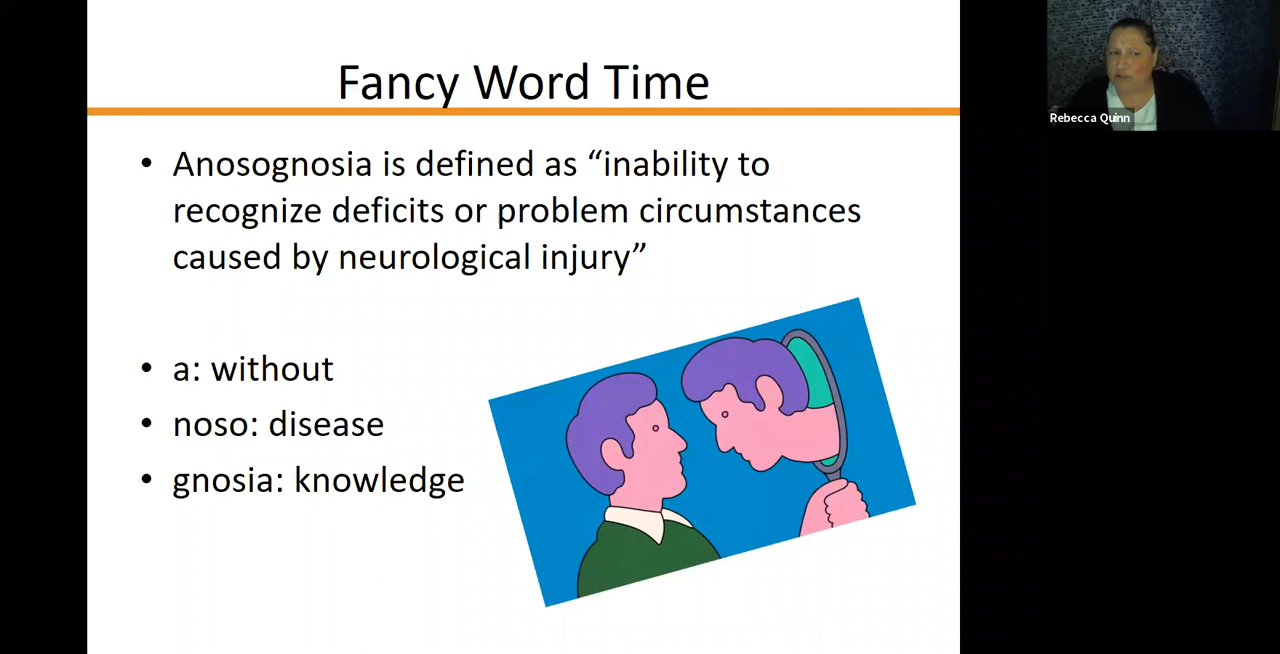 Fancy Word Time
• Anosognosia is defined as “inability to
recognize deficits or problem circumstances
caused by neurological injury”
• a: without
• noso: disease
• gnosia: knowledge
Rebecca Quinn